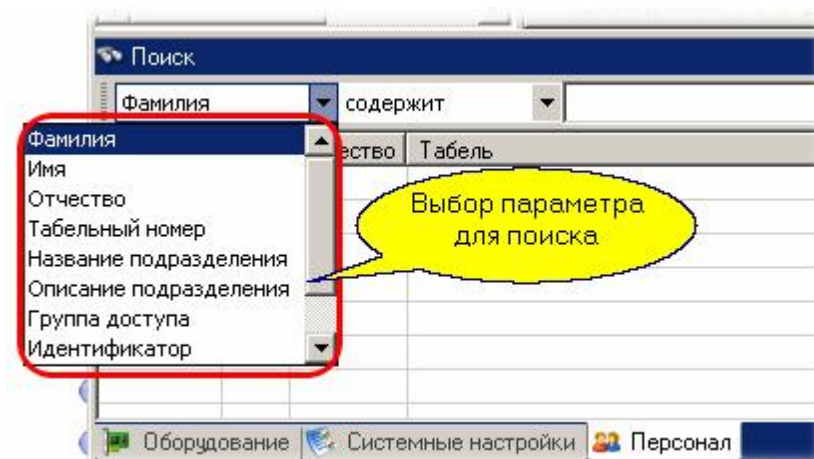 Поиск
Фамилия содержит
Фамилия
ество Табель
Имя
Отчество
Табельный номер
Название подразделения
Описание подразделения
Группа доступа
Идентификатор
Выбор параметра
для поиска
Оборудование Системные настройки Персонал